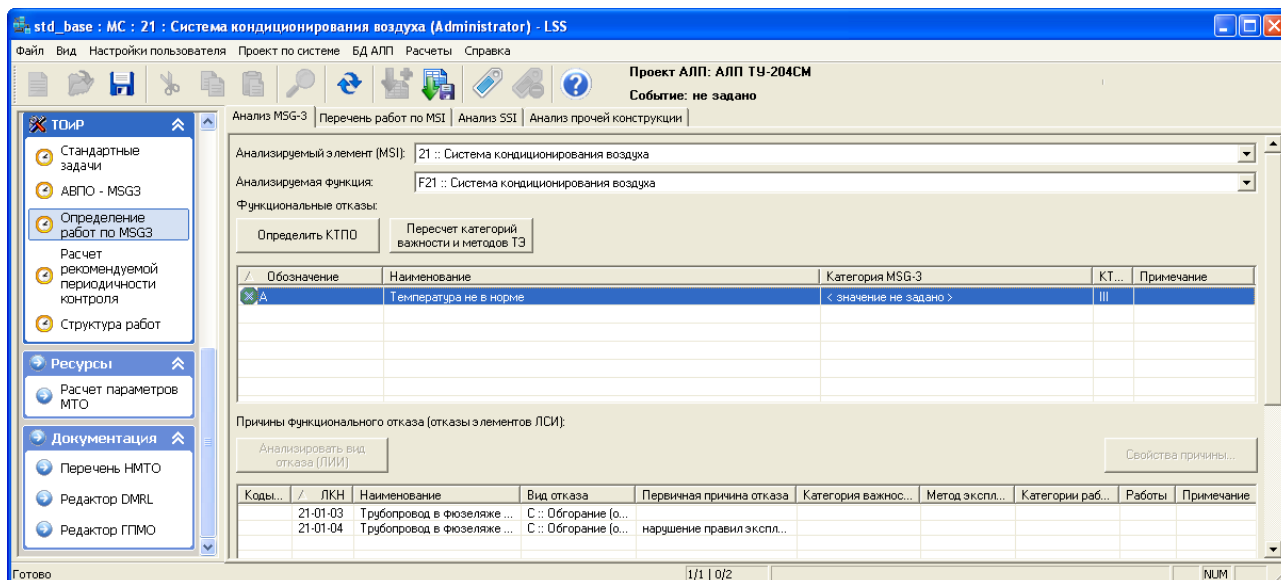 std_base : MC : 21 : Система кондиционирования воздуха (Administrator) - LSS
Файл Вид Настройки пользователя Проект по системе БД АЛП Расчеты Справка
Проект АЛП: АЛП ТУ-204СМ
Событие: не задано
ТОиР
Стандартные
задачи
АВПО - MSG3
Определение
работ по MSG3
Расчет
рекомендуемой
периодичности
контроля
Структура работ
Ресурсы
Расчет параметров
МТО
Документация
Перечень НМТО
Редактор DMRL
Редактор ГПМО
Анализ MSG-3 Перечень работ по MSI Анализ SSI Анализ прочей конструкции
Анализируемый элемент (MSI): 21 :: Система кондиционирования воздуха
Анализируемая функция: F21 :: Система кондиционирования воздуха
Функциональные отказы:
Определить КТПО
Пересчет категорий
важности и методов ТЭ
/ Обозначение Наименование Категория MSG-3 КТ... Примечание
A Температура не в норме < значение не задано > III
Причины функционального отказа (отказы элементов ЛСИ):
Анализировать вид
отказа (ЛИИ)
Свойства причины...
Коды... / ЛКН Наименование Вид отказа Первичная причина отказа Категория важнос... Метод экспл... Категории раб... Работы Примечание
21-01-03 Трубопровод в фюзеляже ... C :: Обгорание (о...
21-01-04 Трубопровод в фюзеляже ... C :: Обгорание (о... нарушение правил экспл...
Готово 1/1 | 0/2 NUM